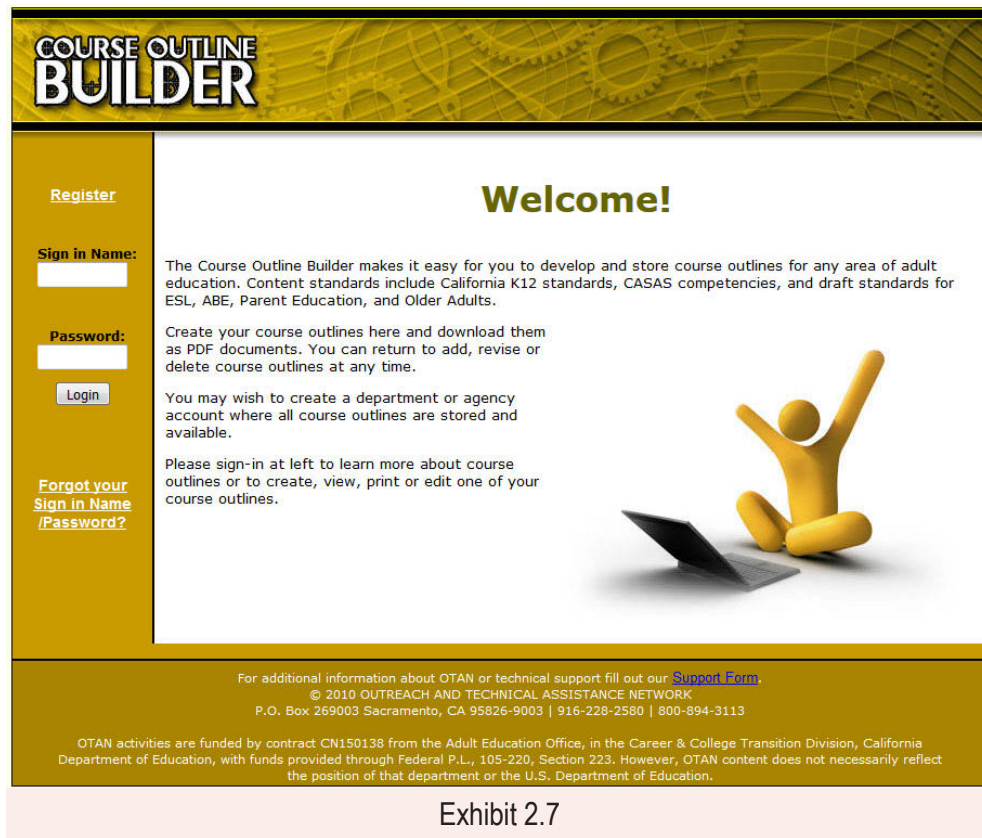 COURSE OUTLINE
BUILDER
Register
Sign in Name:
Password:
Login
Forgot your
Sign in Name
/Password?
Welcome!
The Course Outline Builder makes it easy for you to develop and store course outlines for any area of adult
education. Content standards include California K12 standards, CASAS competencies, and draft standards for
ESL, ABE, Parent Education, and Older Adults.
Create your course outlines here and download them
as PDF documents. You can return to add, revise or
delete course outlines at any time.
You may wish to create a department or agency
account where all course outlines are stored and
available.
Please sign-in at left to learn more about course
outlines or to create, view, print or edit one of your
course outlines.
For additional information about OTAN or technical support fill out our Support Form.
© 2010 OUTREACH AND TECHNICAL ASSISTANCE NETWORK
P.O. Box 269003 Sacramento, CA 95826-9003 | 916-228-2580 | 800-894-3113
OTAN activities are funded by contract CN150138 from the Adult Education Office, in the Career & College Transition Division, California
Department of Education, with funds provided through Federal P.L., 105-220, Section 223. However, OTAN content does not necessarily reflect
the position of that department or the U.S. Department of Education.
Exhibit 2.7